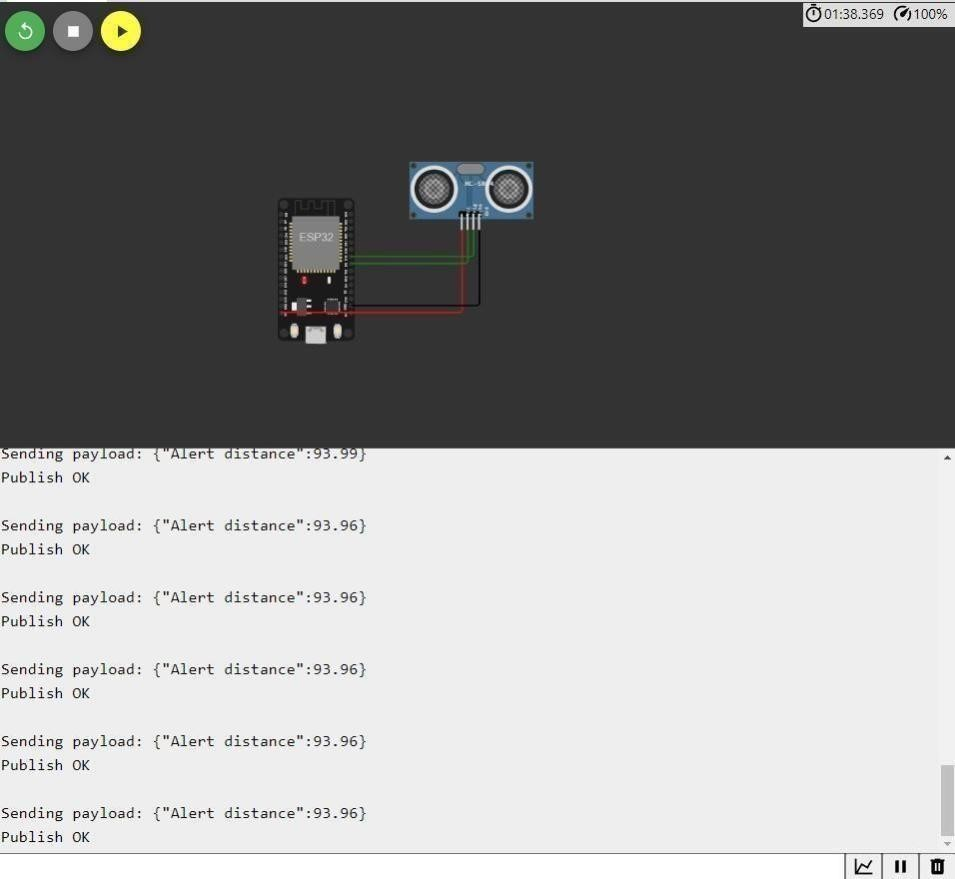 01:38.369 100%
ESP32
Sending payload: {"Alert distance":93.99}
Publish OK
Sending payload: {"Alert distance":93.96}
Publish OK
Sending payload: {"Alert distance":93.96}
Publish OK
Sending payload: {"Alert distance":93.96}
Publish OK
Sending payload: {"Alert distance":93.96}
Publish OK
Sending payload: {"Alert distance":93.96}
Publish OK